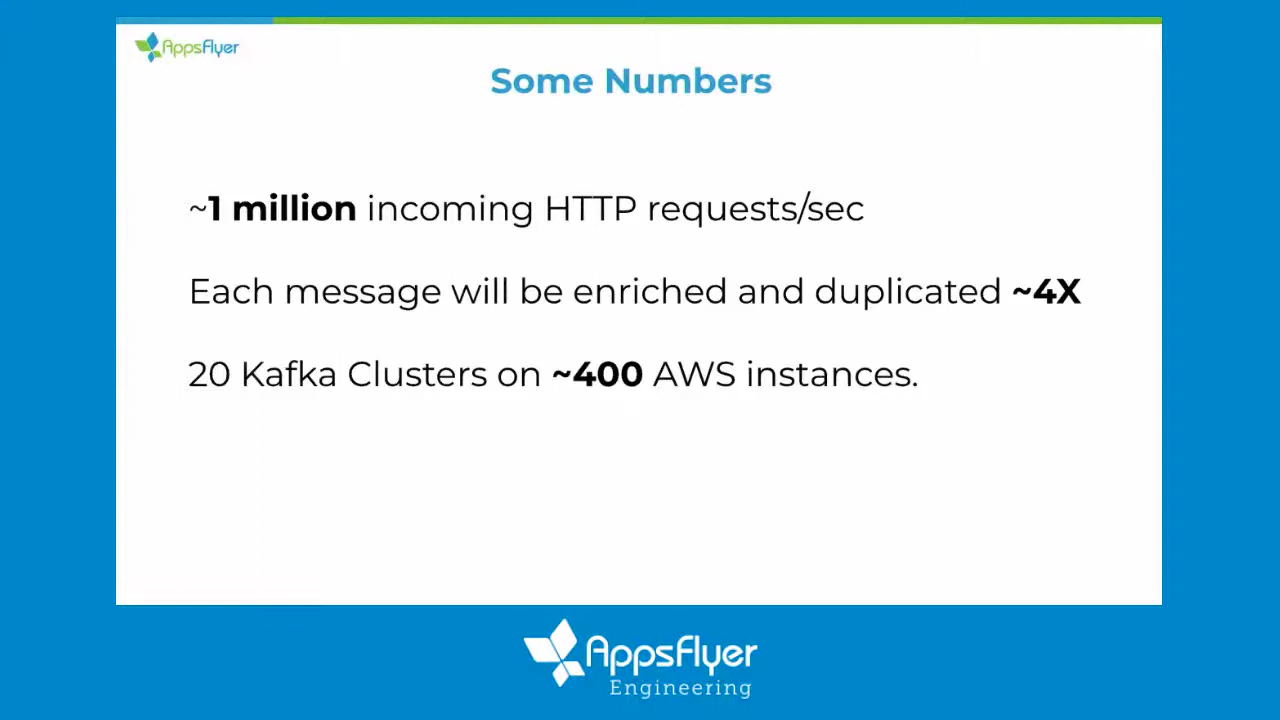 AppsFlyer
Some Numbers
~1 million incoming HTTP requests/sec
Each message will be enriched and duplicated ~4X
20 Kafka Clusters on ~400 AWS instances.
AppsFlyer
Engineering